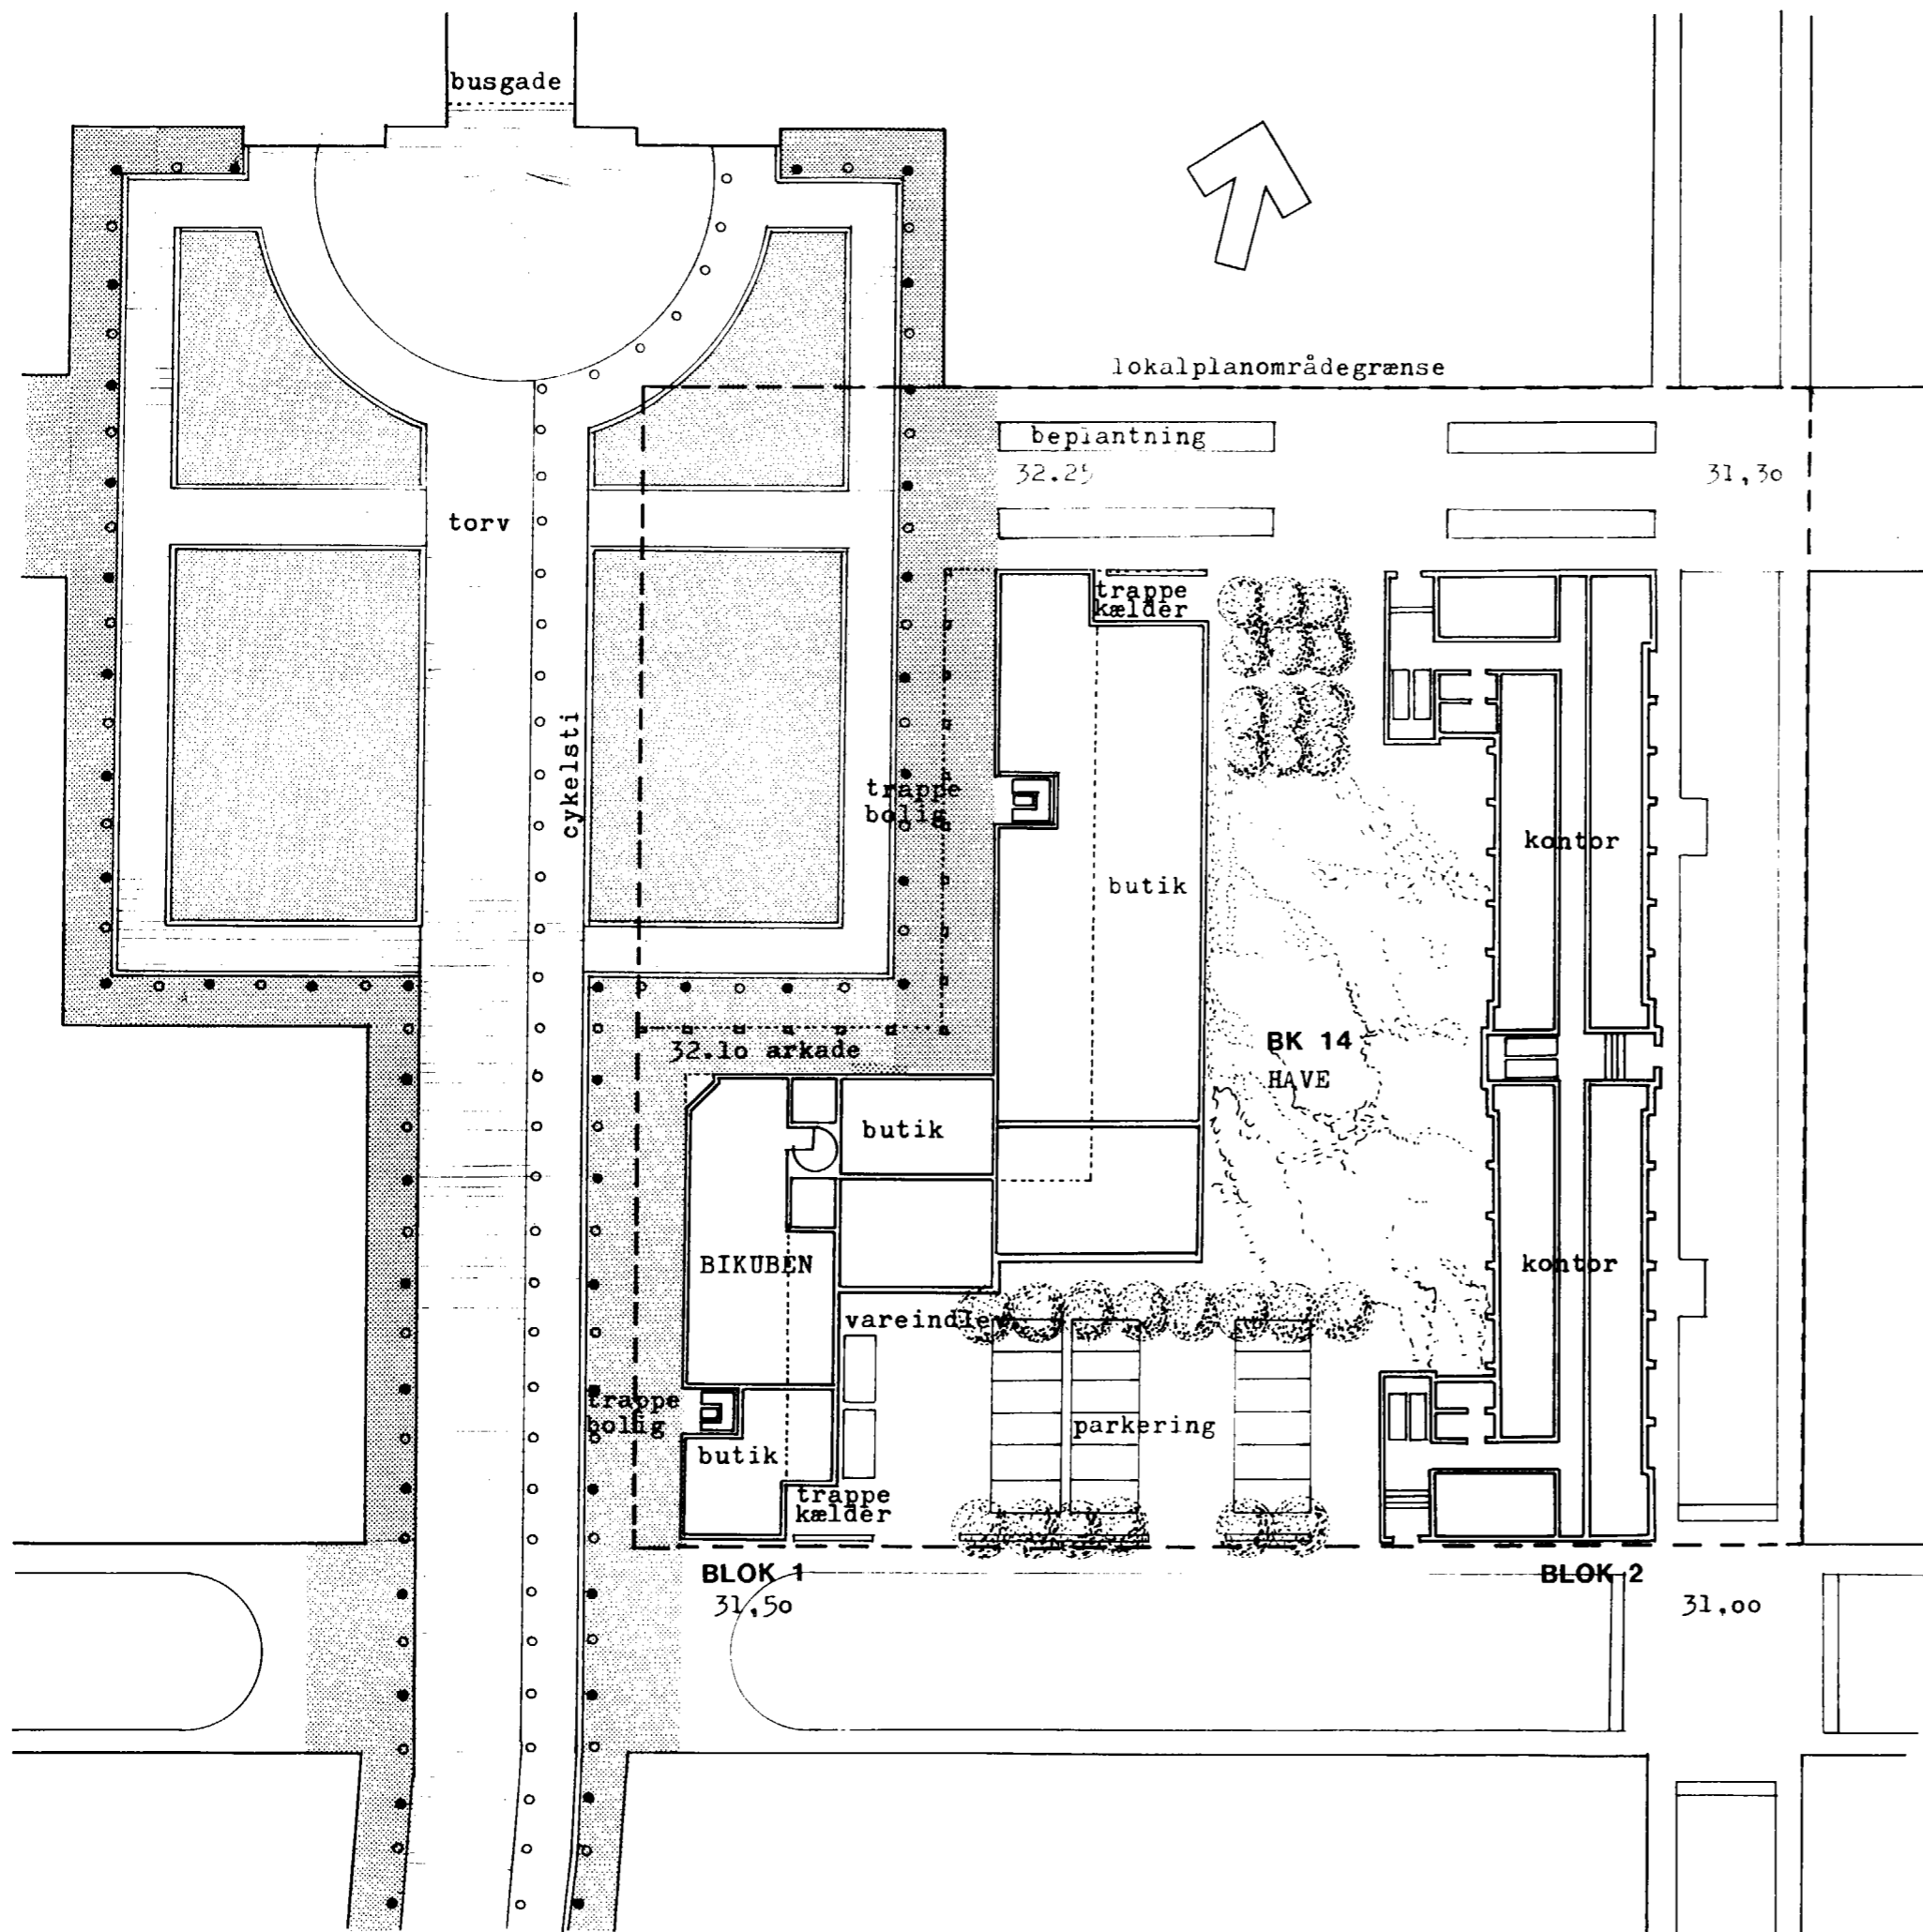 busgade
lokalplanområdegrænse
beplantning
32.25
31,30
torv
trappe
kælder
cykelsti
trappe
bolig
kontor
butik
BK 14
HAVE
32.10 arkade
butik
BIKUBEN
kontor
vareindlev.
trappe
bolig
parkering
butik
trappe
kælder
BLOK 1
31,50
BLOK 2
31,00